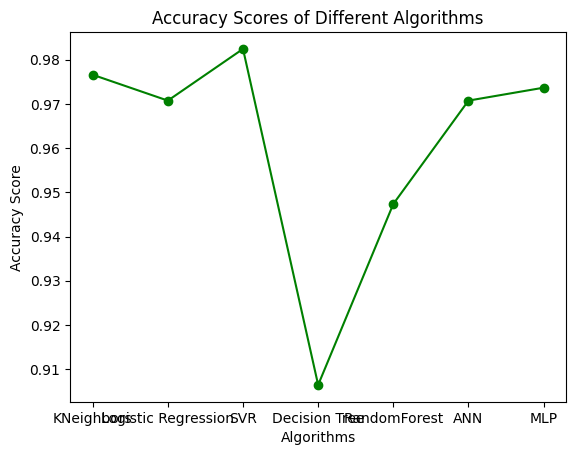 Accuracy Scores of Different Algorithms
Accuracy Score
0.98
0.97
0.96
0.95
0.94
0.93
0.92
0.91
KNeighbors Logistic Regression SVR Decision Tree RandomForest ANN MLP
Algorithms